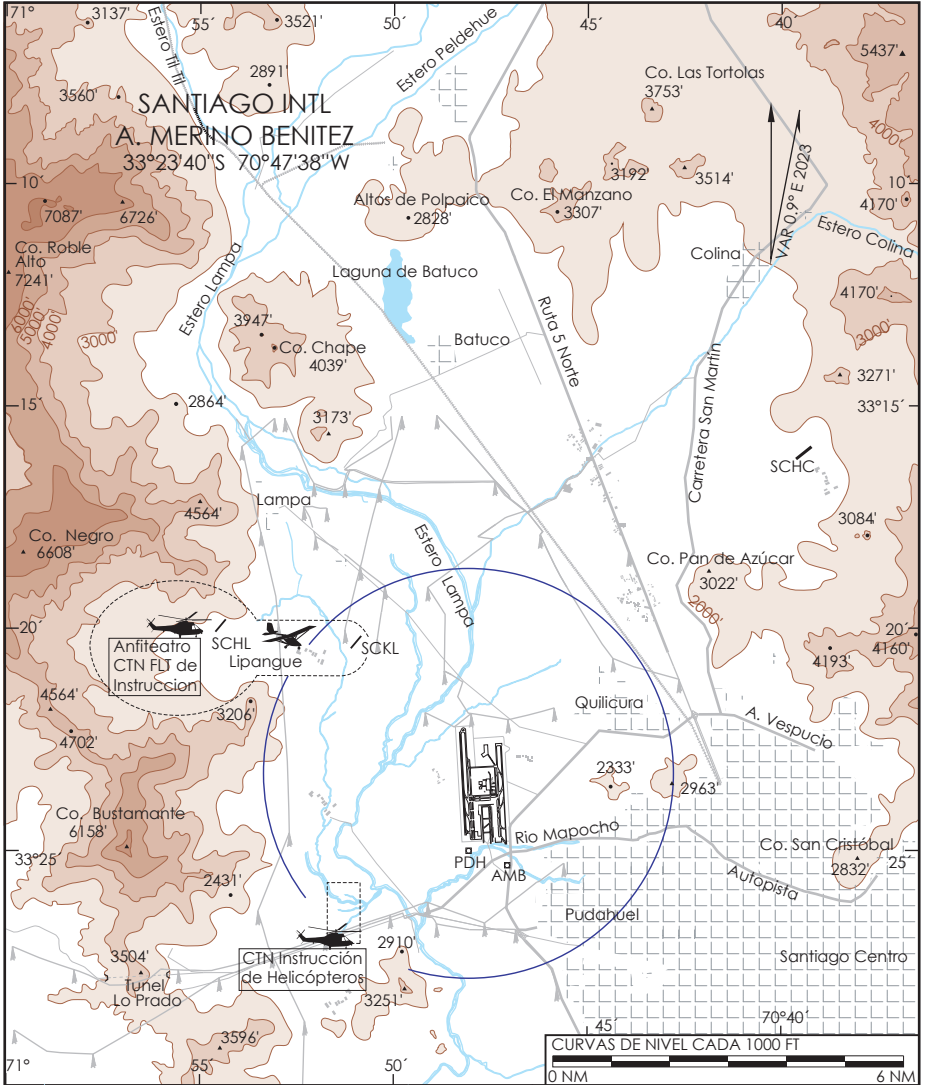 71°
3137'
55´
3521'
50´
45´
40´
5437'
Estero Til Til
Estero Peldehue
2891'
3560'
Co. Las Tortolas
3753'
SANTIAGO INTL
A. MERINO BENITEZ
33°23'40"S 70°47'38"W
4000'
10´
7087'
6726'
Altos de Polpaico
2828'
3192'
3514'
Co. El Manzano
3307'
VAR 0.9° E 2023
10´
4170'
Estero Colina
Co. Roble
Alto
7241'
6000'
5000'
4000'
3000'
Estero Lampa
Laguna de Batuco
Colina
4170'
3947'
Co. Chape
4039'
Batuco
Ruta 5 Norte
3000'
Carretera San Martín
2864'
3271'
15´
33°15´
3173'
SCHC
4564'
Lampa
Estero Lampa
3084'
Co. Negro
6608'
Co. Pan de Azúcar
3022'
2000'
20´
SCHL
Lipangue
SCKL
20´
4193'
4160'
Anfiteatro
CTN FLT de
Instruccion
4564'
3206'
4702'
Quilicura
A. Vespucio
2333'
2963'
Co. Bustamante
6158'
Rio Mapocho
Co. San Cristóbal
2832'
33°25´
25´
PDH
AMB
Autopista
2431'
Pudahuel
CTN Instrucción
de Helicópteros
2910'
Santiago Centro
3504'
Tunel
Lo Prado
3251'
3596'
45´
70°40´
CURVAS DE NIVEL CADA 1000 FT
0 NM
6 NM
71°
55´
50´